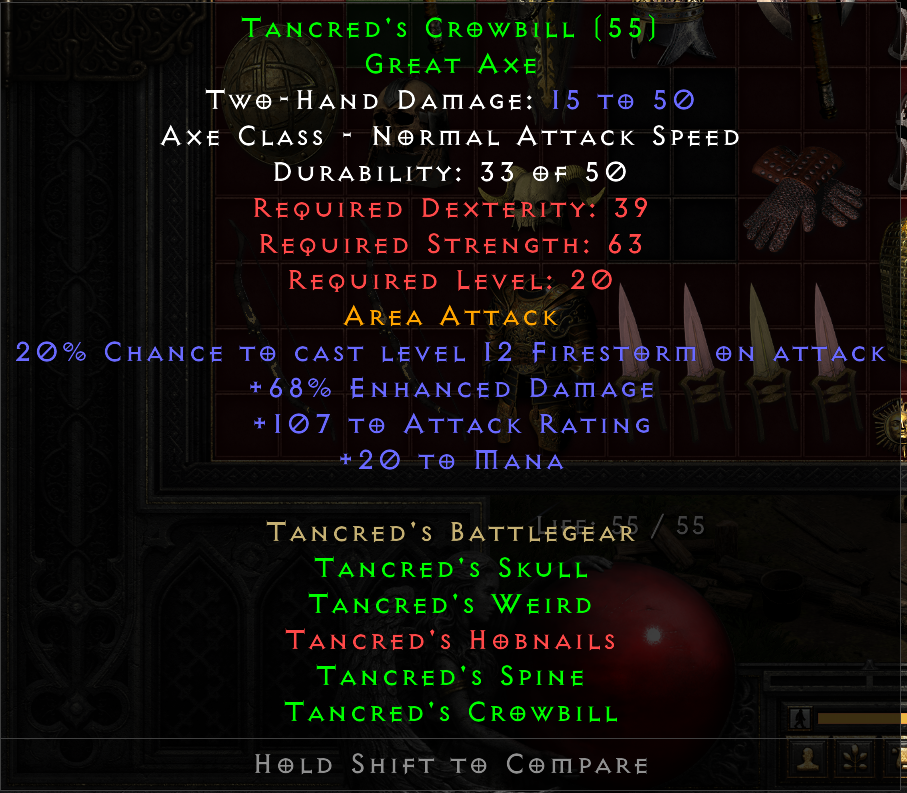 Tancred's Crowbill (55)
Great Axe
Two-Hand Damage: 15 to 50
Axe Class - Normal Attack Speed
Durability: 33 of 50
Required Dexterity: 39
Required Strength: 63
Required Level: 20
Area Attack
20% Chance to cast level 12 Firestorm on attack
+68% Enhanced Damage
+107 to Attack Rating
+20 to Mana
Life: 55 / 55
Tancred's Battlegear
Tancred's Skull
Tancred's Weird
Tancred's Hobnails
Tancred's Spine
Tancred's Crowbill
Hold Shift to Compare